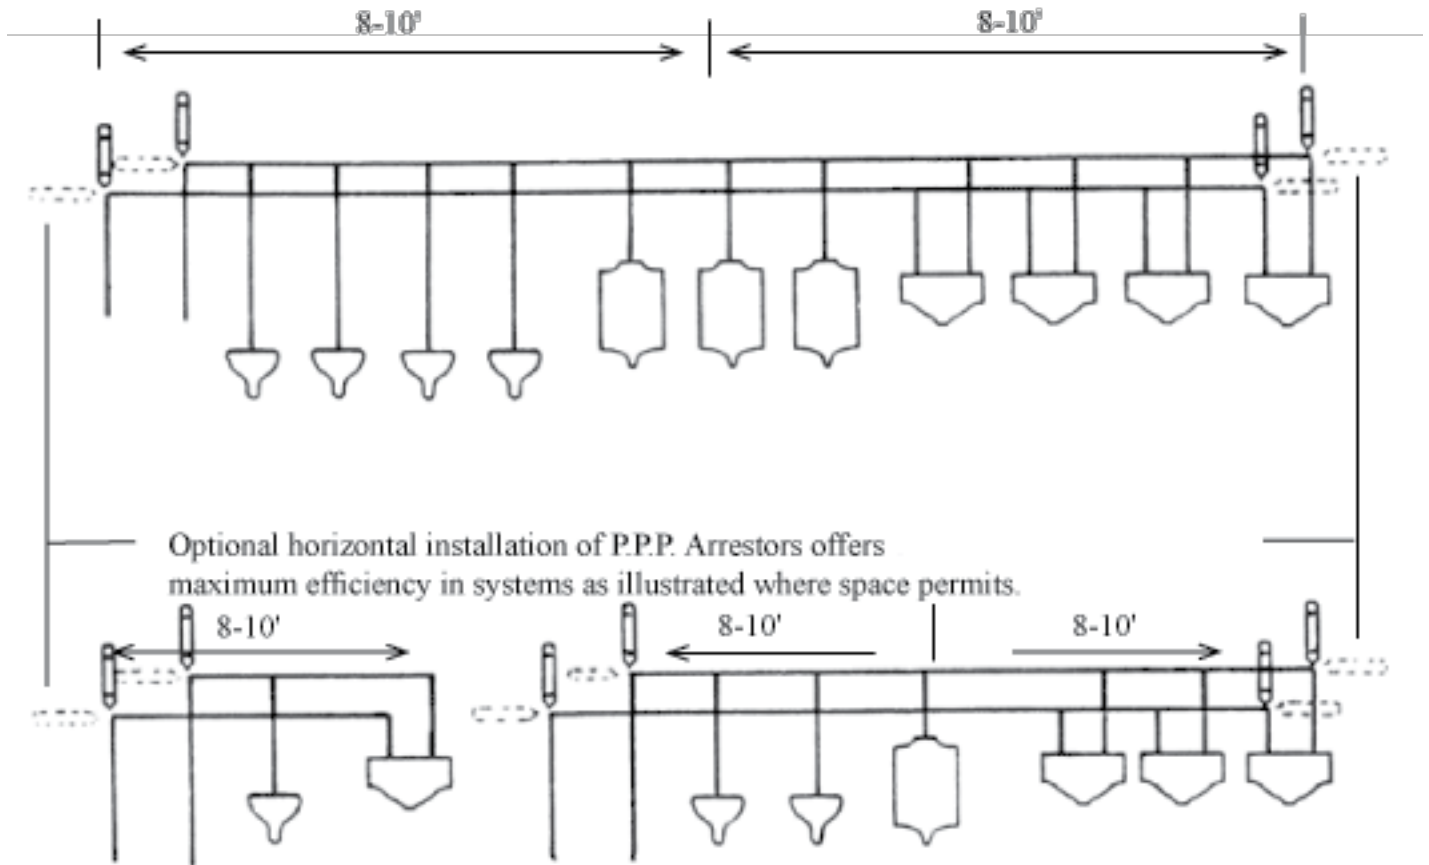 8-10'
8-10'
Optional horizontal installation of P.P.P. Arrestors offers
maximum efficiency in systems as illustrated where space permits.
8-10'
8-10'
8-10'